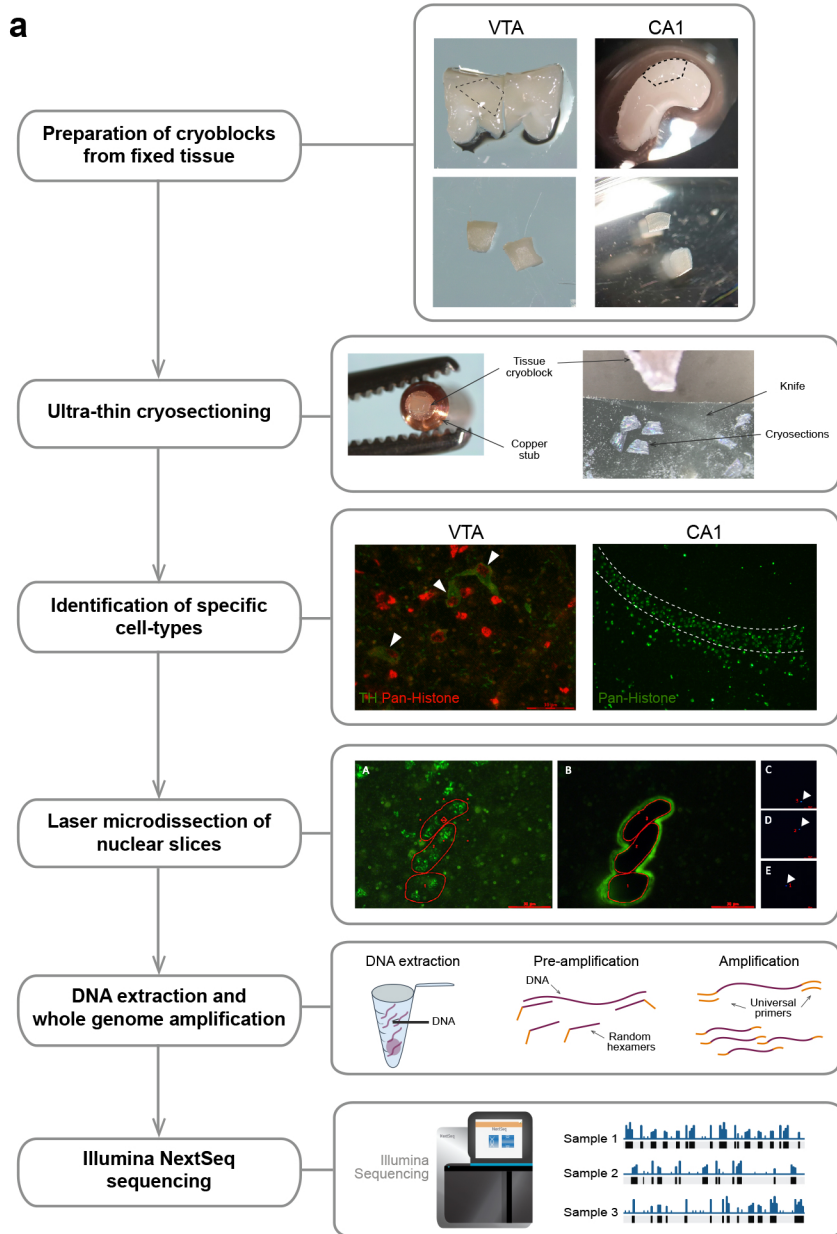 a
VTA
CA1
Preparation of cryoblocks
from fixed tissue
Ultra-thin cryosectioning
Tissue
cryoblock
Copper
stub
Knife
Cryosections
VTA
CA1
Identification of specific
cell-types
TH Pan-Histone
Pan-Histone
Laser microdissection of
nuclear slices
A
B
C
D
E
DNA extraction and
whole genome amplification
DNA extraction
DNA
Pre-amplification
DNA
Random
hexamers
Amplification
Universal
primers
Illumina NextSeq
sequencing
Illumina
Sequencing
NextSeq
NextSeq
Sample 1
Sample 2
Sample 3